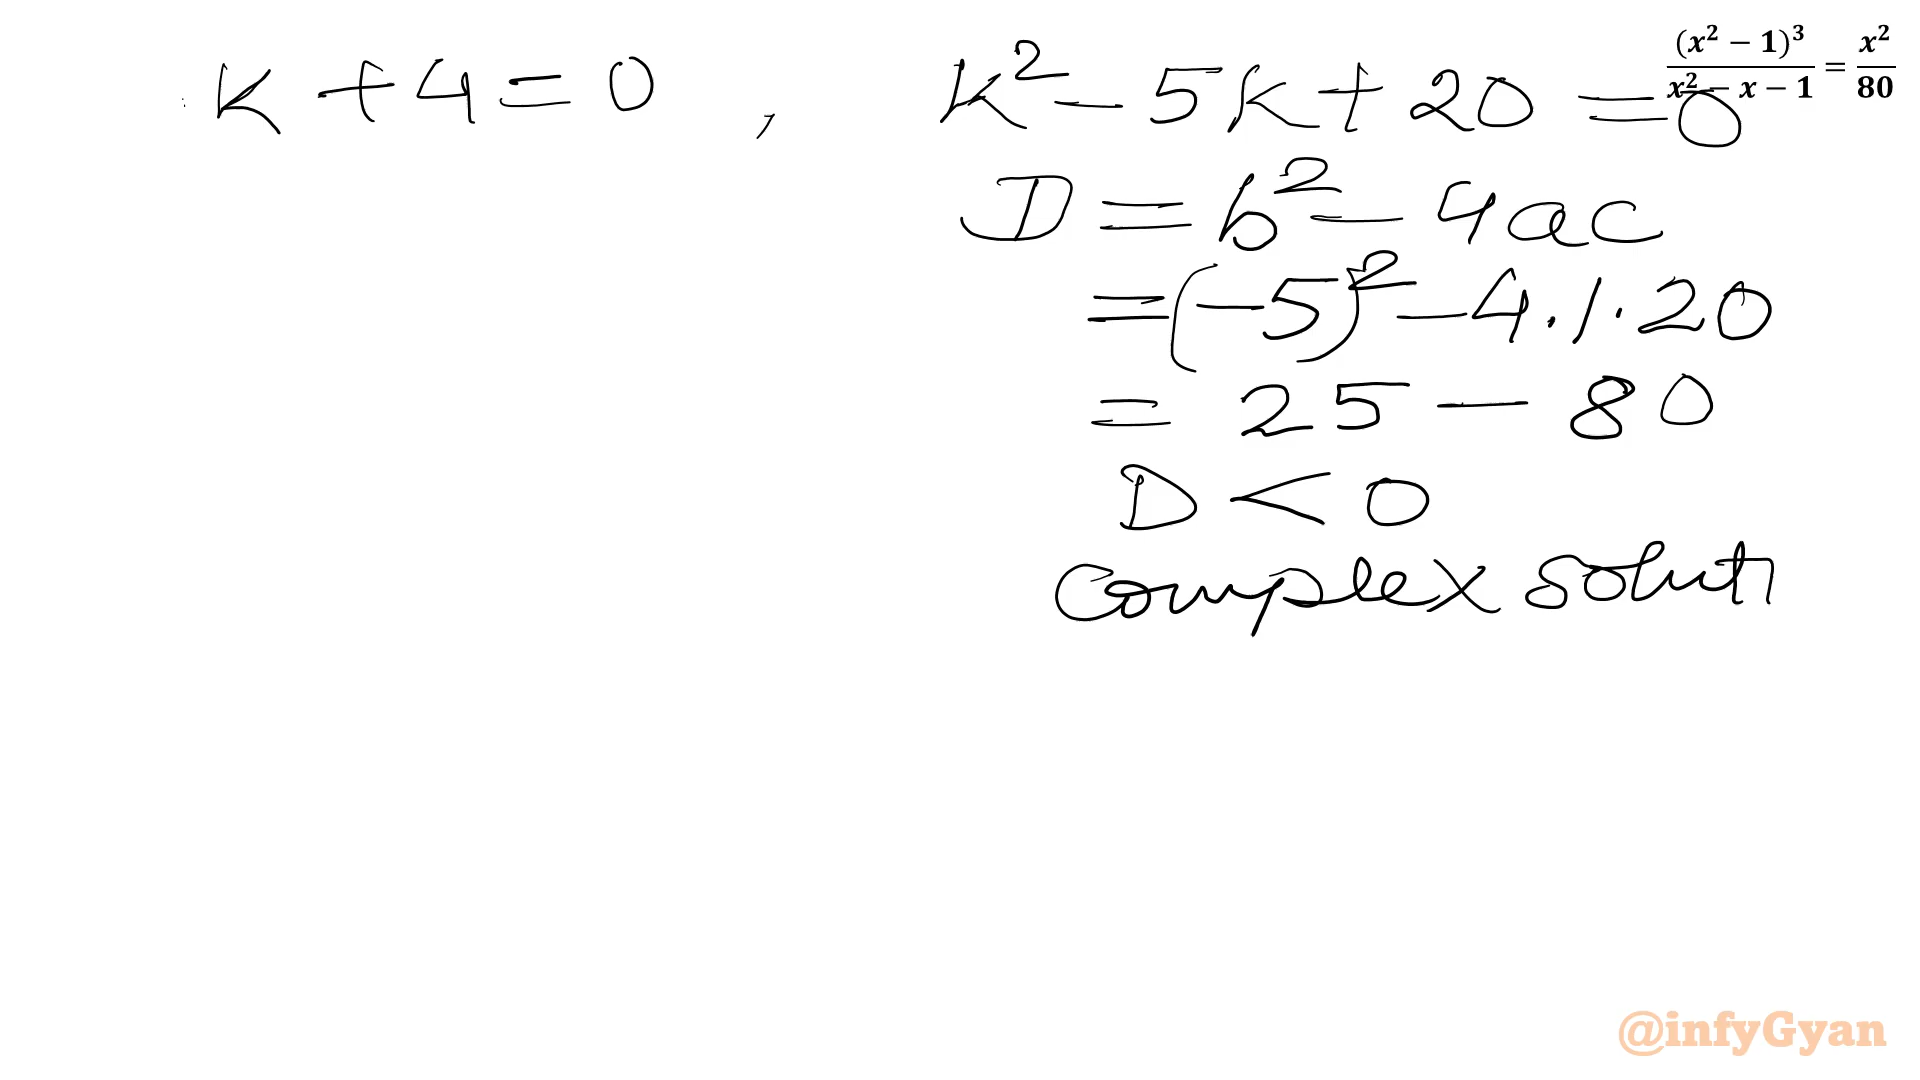 K + 4 = 0 , K² - 5K + 20 = 0
(x² − 1)³ / x² − x − 1 = x² / 80
D = b² - 4ac
= (-5)² - 4.1.20
= 25 - 80
D < 0
complex solut
@infyGyan